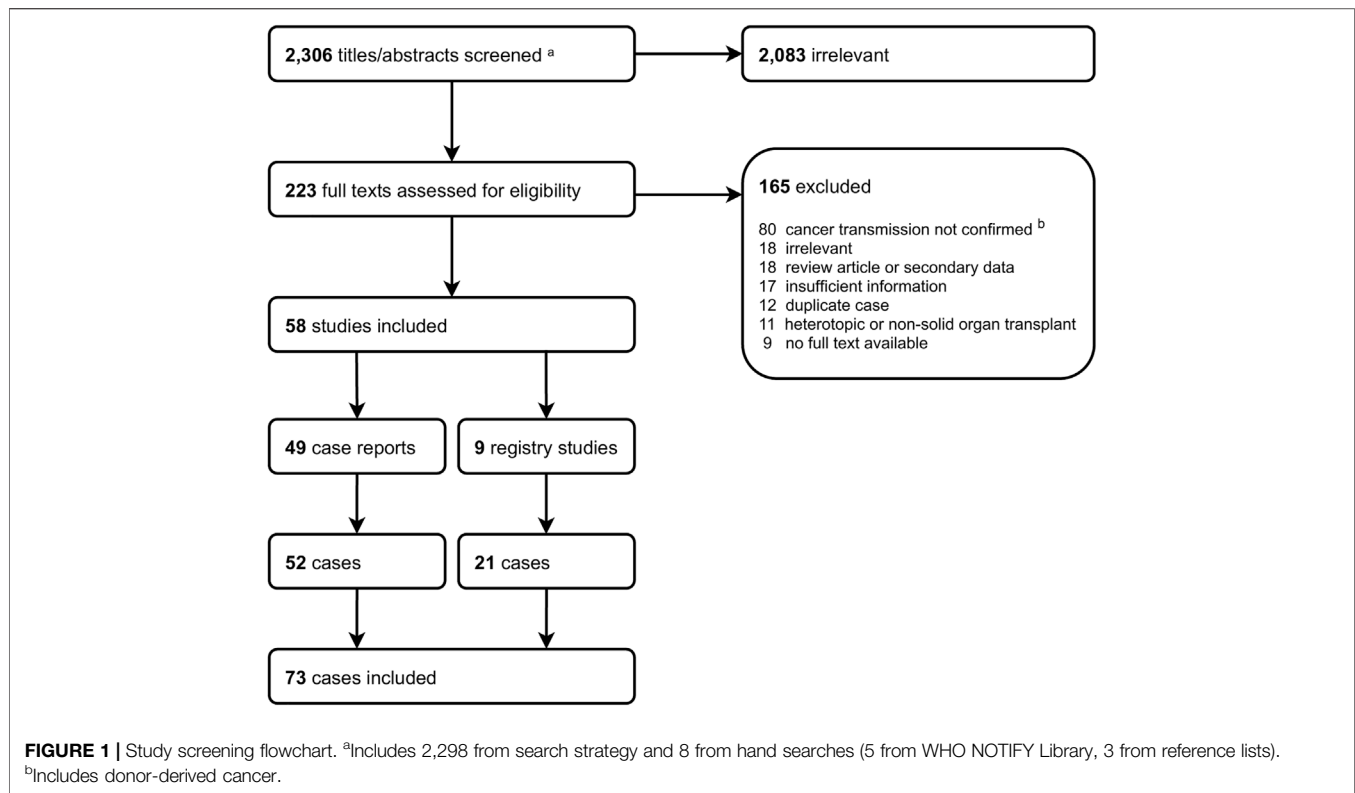 2,306 titles/abstracts screened a
2,083 irrelevant
223 full texts assessed for eligibility
165 excluded
80 cancer transmission not confirmed b
18 irrelevant
18 review article or secondary data
17 insufficient information
12 duplicate case
11 heterotopic or non-solid organ transplant
9 no full text available
58 studies included
49 case reports
9 registry studies
52 cases
21 cases
73 cases included
FIGURE 1 | Study screening flowchart. aIncludes 2,298 from search strategy and 8 from hand searches (5 from WHO NOTIFY Library, 3 from reference lists).
bIncludes donor-derived cancer.